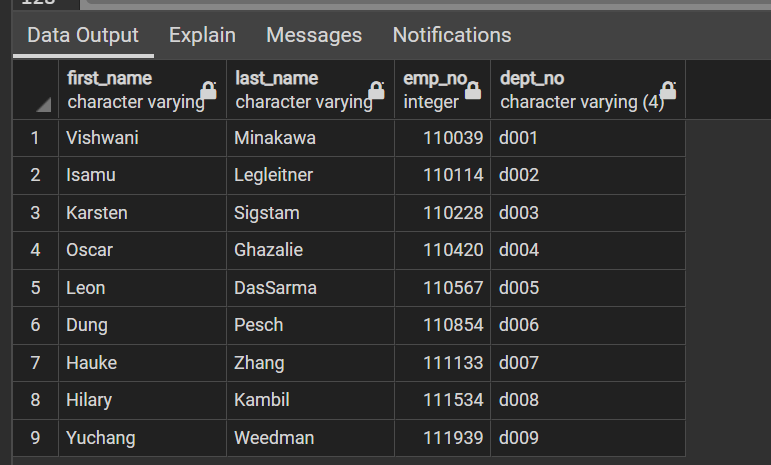 Data Output Explain Messages Notifications
first_name last_name emp_no dept_no
character varying character varying integer character varying (4)
1 Vishwani Minakawa 110039 d001
2 Isamu Legleitner 110114 d002
3 Karsten Sigstam 110228 d003
4 Oscar Ghazalie 110420 d004
5 Leon DasSarma 110567 d005
6 Dung Pesch 110854 d006
7 Hauke Zhang 111133 d007
8 Hilary Kambil 111534 d008
9 Yuchang Weedman 111939 d009